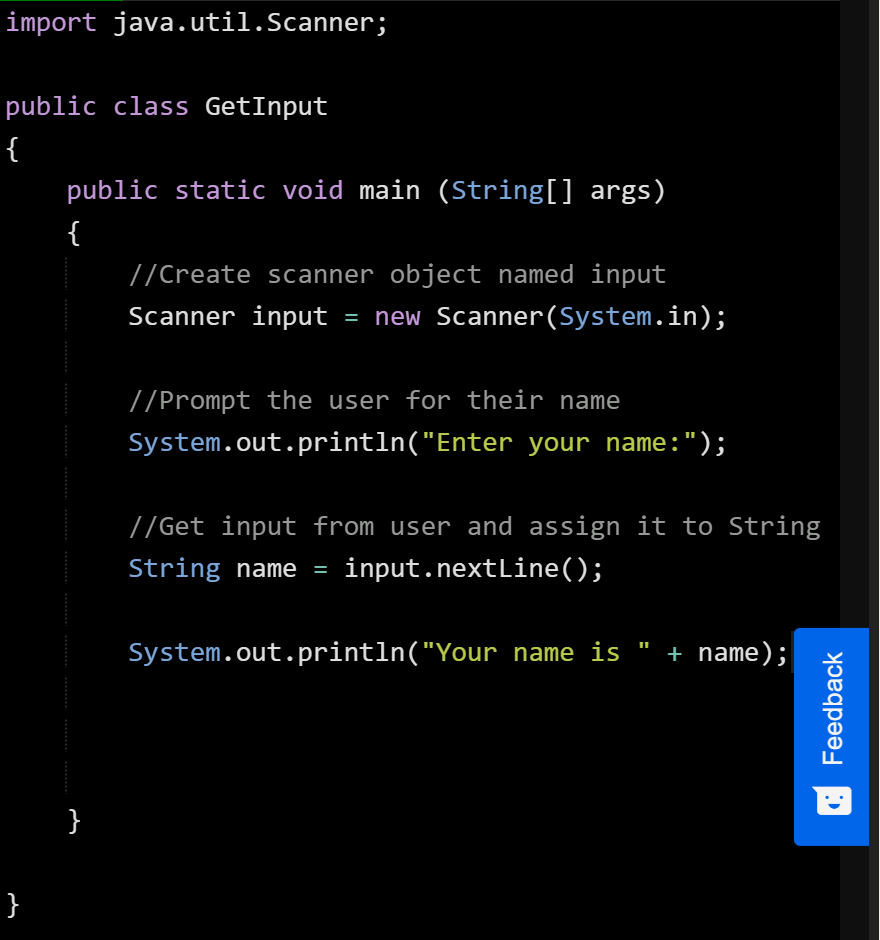 import java.util.Scanner;
public class GetInput
{
public static void main (String[] args)
{
//Create scanner object named input
Scanner input = new Scanner(System.in);
//Prompt the user for their name
System.out.println("Enter your name:");
//Get input from user and assign it to String
String name = input.nextLine();
System.out.println("Your name is " + name);
}
}
Feedback